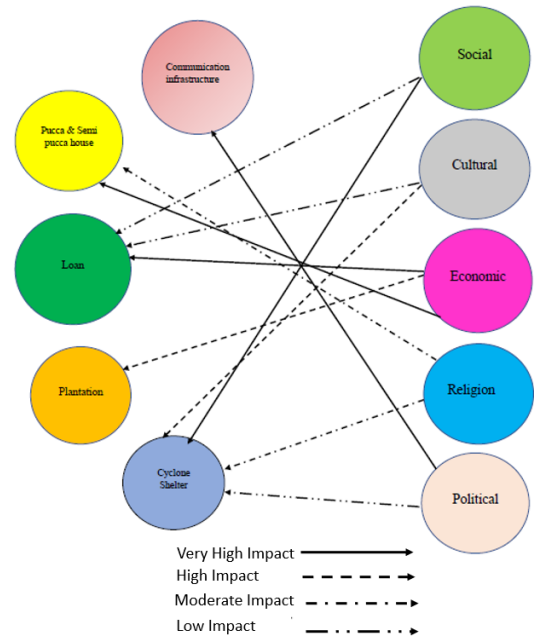 Social
Communication
infrastructure
Pucca & Semi
pucca house
Cultural
Loan
Economic
Plantation
Religion
Cyclone
Shelter
Political
Very High Impact
High Impact
Moderate Impact
Low Impact